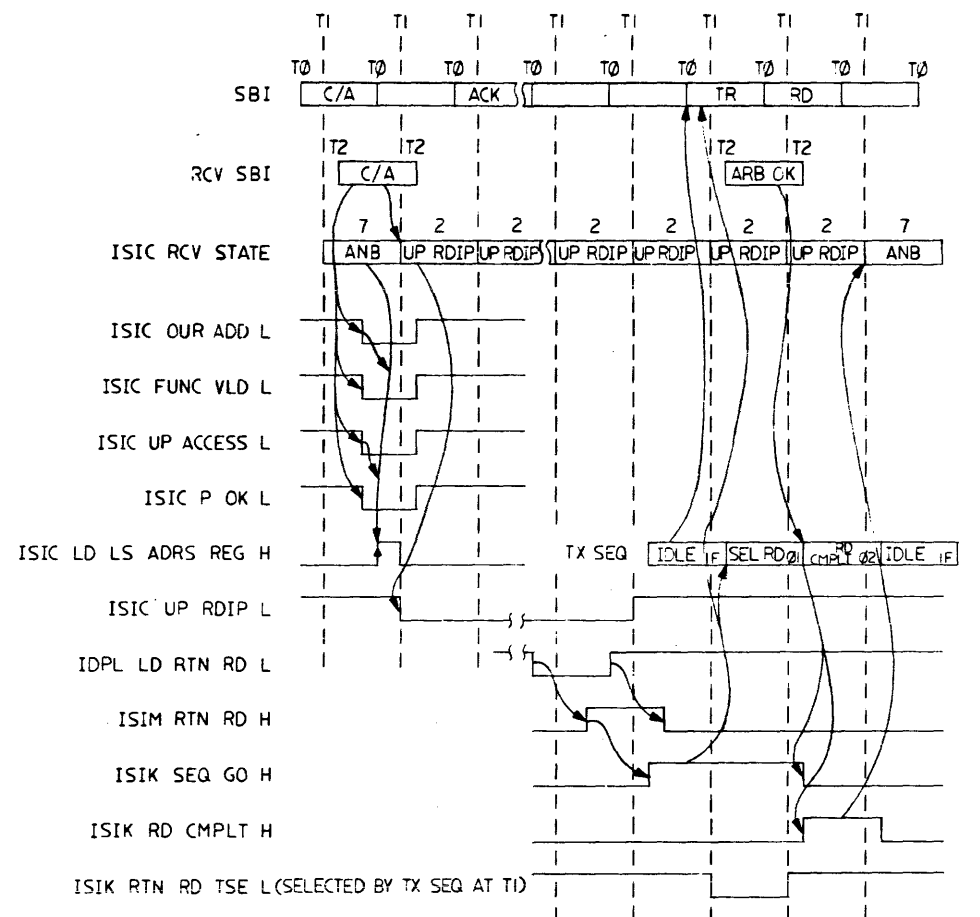 T1 T1 T1 T1 T1 T1 T1 T1
TØ TØ TØ TØ TØ TØ TØ TØ TØ
SBI C/A ACK TR RD
T2 T2 T2 T2
RCV SBI C/A ARB OK
7 2 2 2 2 2 2 7
ISIC RCV STATE ANB UP RDIP UP RDIP UP RDIP UP RDIP UP RDIP UP RDIP ANB
ISIC OUR ADD L
ISIC FUNC VLD L
ISIC UP ACCESS L
ISIC P OK L
ISIC LD LS ADRS REG H TX SEQ IDLE 1F SEL RD Ø1 RD CMPLT Ø2 IDLE 1F
ISIC UP RDIP L
IDPL LD RTN RD L
ISIM RTN RD H
ISIK SEQ GO H
ISIK RD CMPLT H
ISIK RTN RD TSE L (SELECTED BY TX SEQ AT T1)